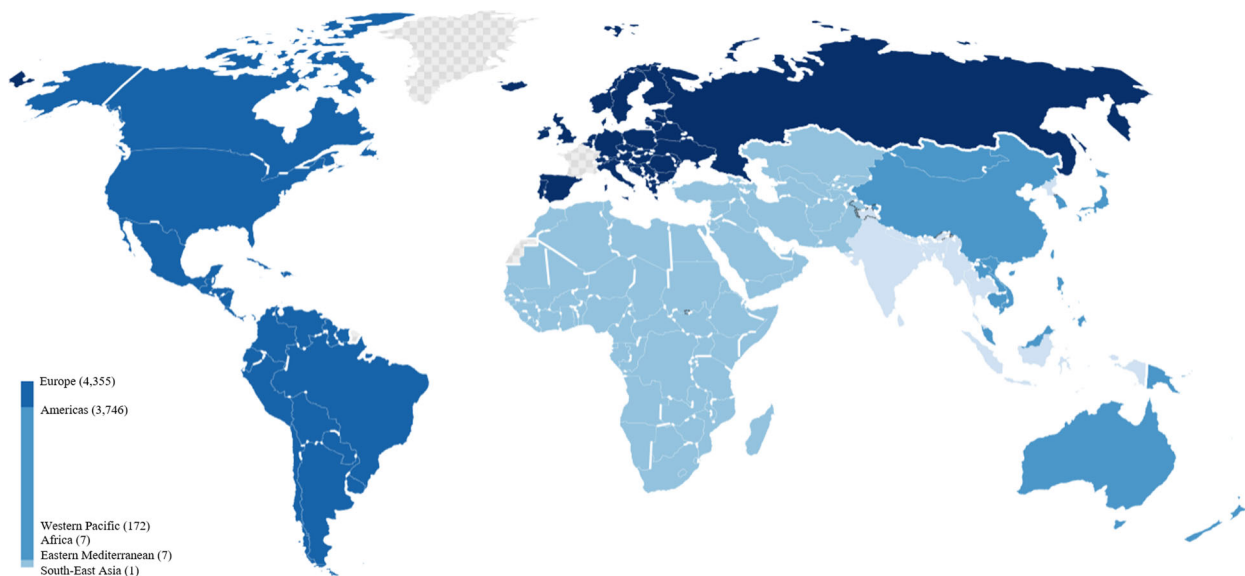 Europe (4,355)
Americas (3,746)
Western Pacific (172)
Africa (7)
Eastern Mediterranean (7)
South-East Asia (1)